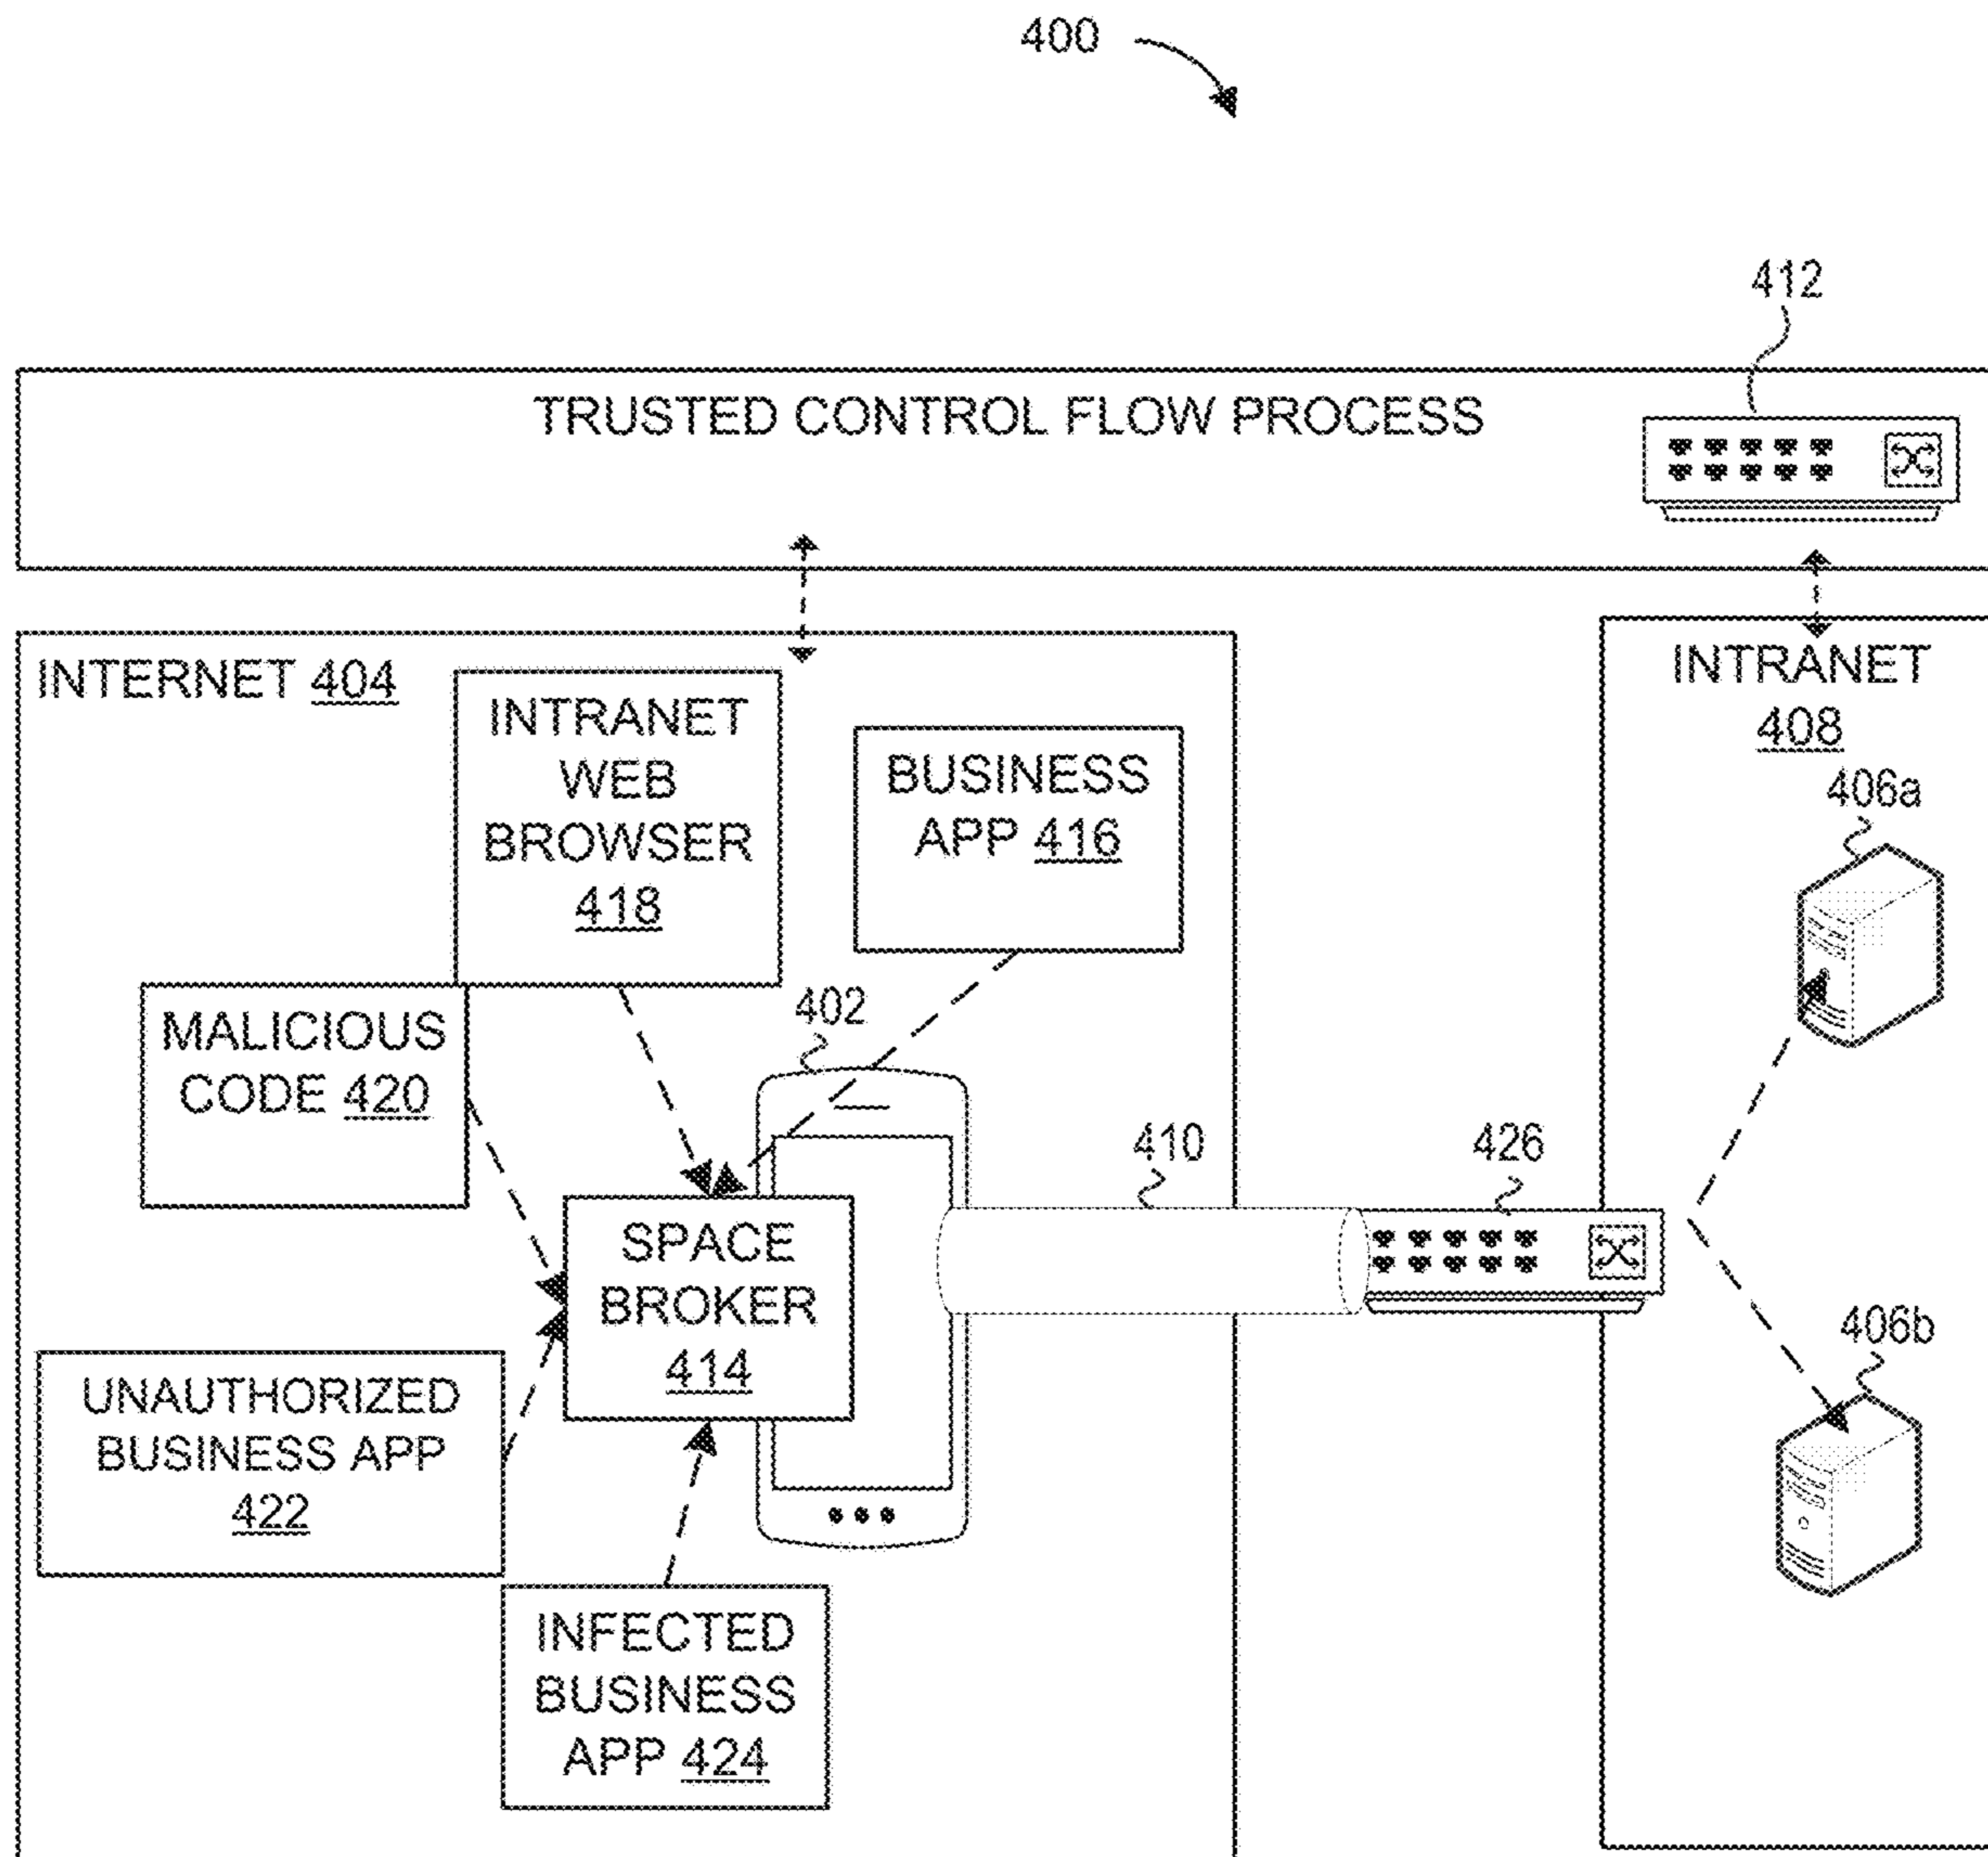 400
412
TRUSTED CONTROL FLOW PROCESS
INTERNET 404
INTRANET
WEB
BROWSER
418
BUSINESS
APP 416
INTRANET
408
406a
MALICIOUS
CODE 420
402
410
426
SPACE
BROKER
414
406b
UNAUTHORIZED
BUSINESS APP
422
INFECTED
BUSINESS
APP 424